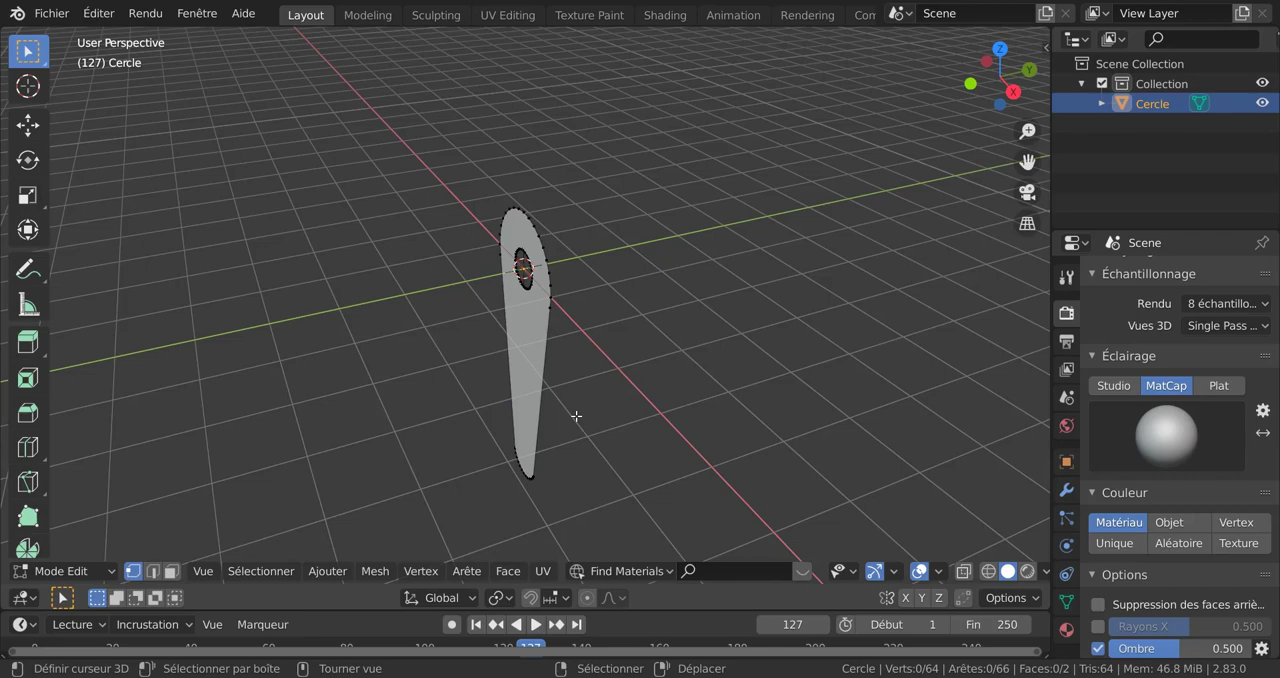 Fichier Éditer Rendu Fenêtre Aide Layout Modeling Sculpting UV Editing Texture Paint Shading Animation Rendering Com Scene View Layer
User Perspective
(127) Cercle
Z
Y
X
Scene Collection
Collection
Cercle
Scene
Échantillonnage
Rendu 8 échantillo...
Vues 3D Single Pass ...
Éclairage
Studio MatCap Plat
Couleur
Matériau Objet Vertex
Unique Aléatoire Texture
Options
Suppression des faces arriè...
Rayons X 0.500
Ombre 0.500
Mode Edit Vue Sélectionner Ajouter Mesh Vertex Arête Face UV Find Materials
Global X Y Z Options
Lecture Incrustation Vue Marqueur 127 Début 1 Fin 250
127
Définir curseur 3D Sélectionner par boîte Tourner vue Sélectionner Déplacer Cercle | Verts:0/64 | Arêtes:0/66 | Faces:0/2 | Tris:64 | Mem: 46.8 MiB | 2.83.0